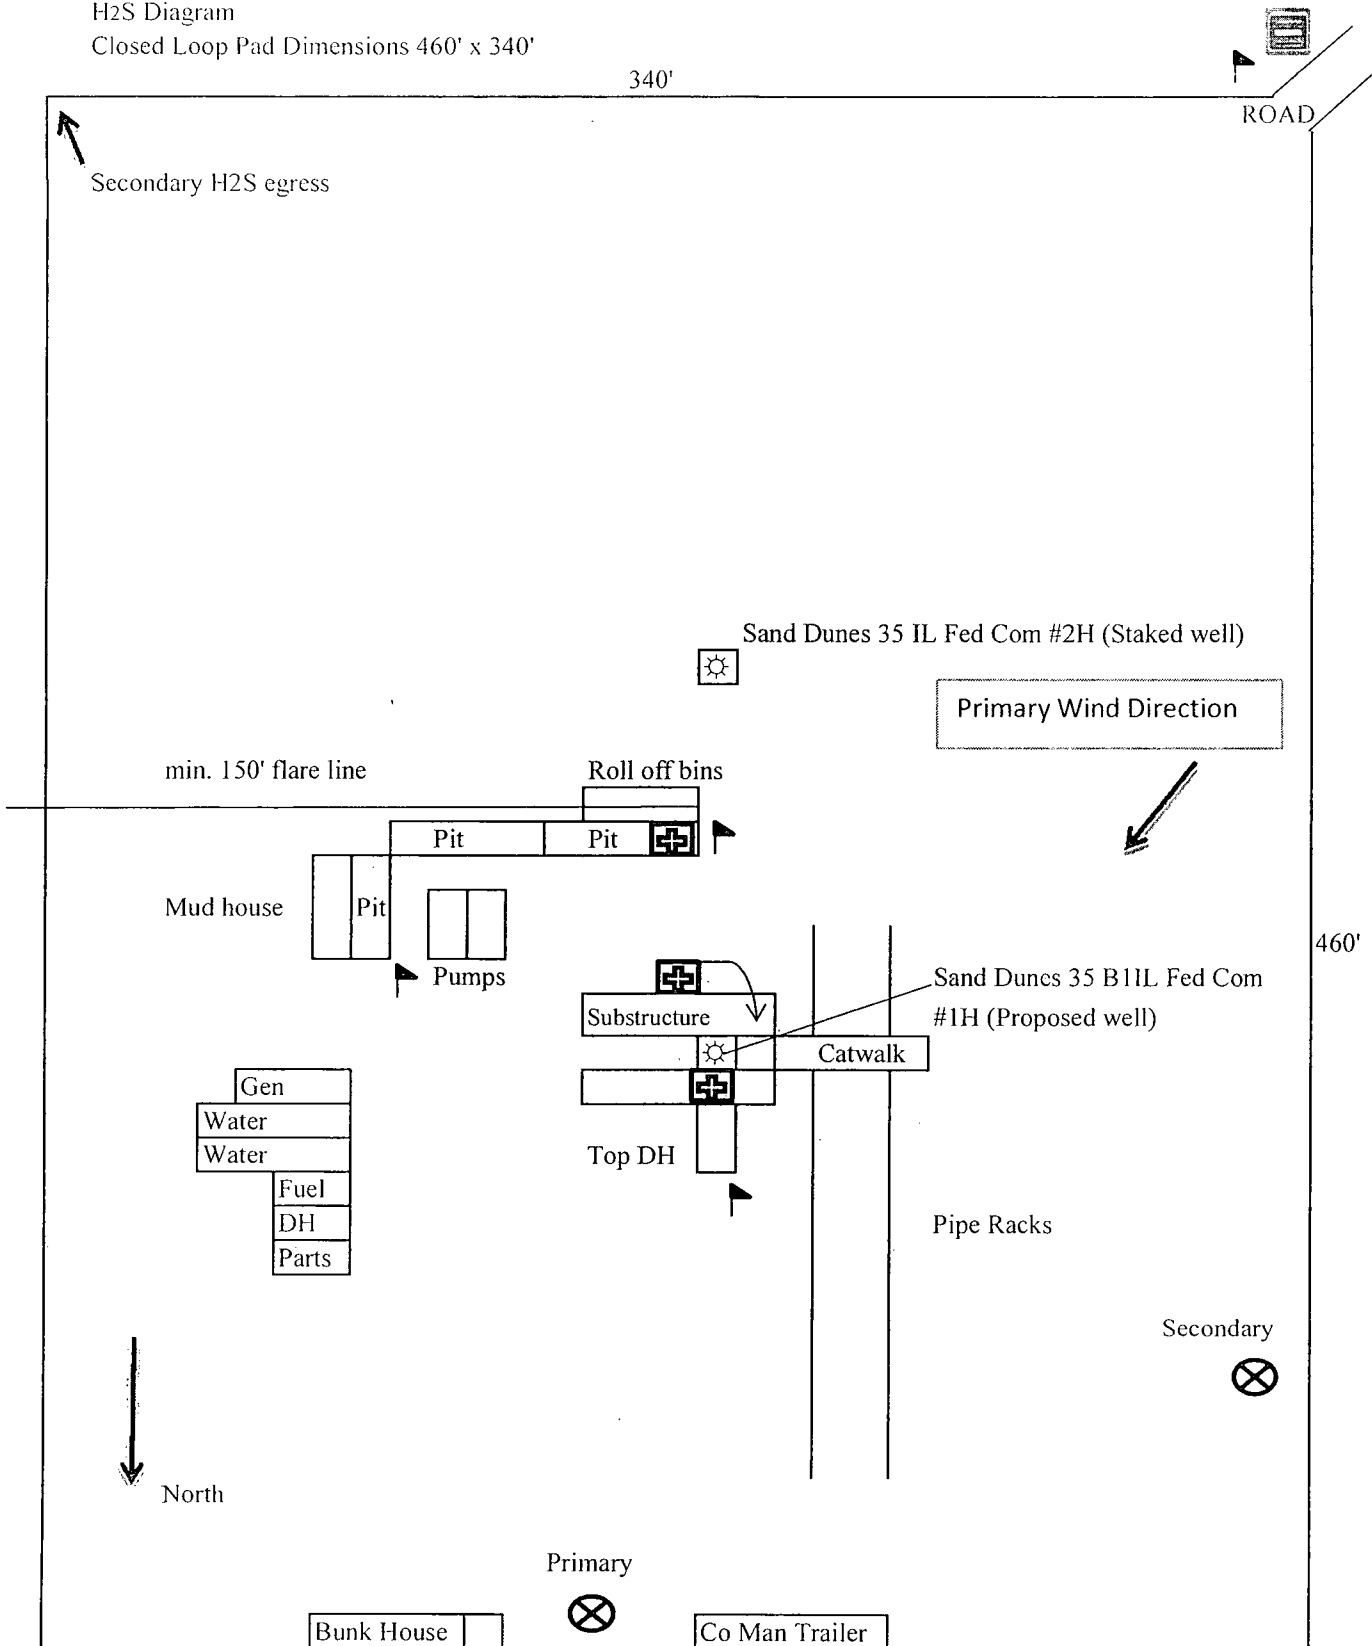 H2S Diagram
Closed Loop Pad Dimensions 460' x 340'
340'
ROAD
Secondary H2S egress
Sand Dunes 35 IL Fed Com #2H (Staked well)
Primary Wind Direction
min. 150' flare line
Roll off bins
Pit
Pit
Mud house
Pit
460'
Pumps
Sand Dunes 35 B1IL Fed Com
#1H (Proposed well)
Substructure
Catwalk
Gen
Water
Water
Top DH
Fuel
DH
Pipe Racks
Parts
Secondary
North
Primary
Bunk House
Co Man Trailer